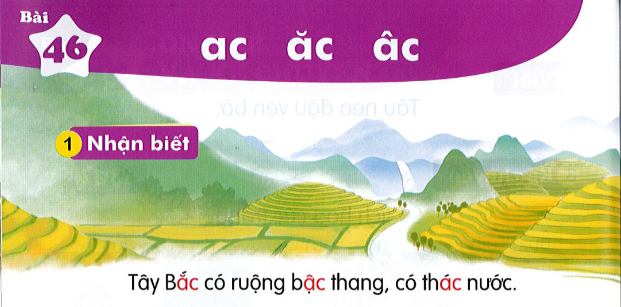 Bài
46
ac ăc âc
1 Nhận biết
Tàu neo đậu ven bờ.
Tây Bắc có ruộng bậc thang, có thác nước.